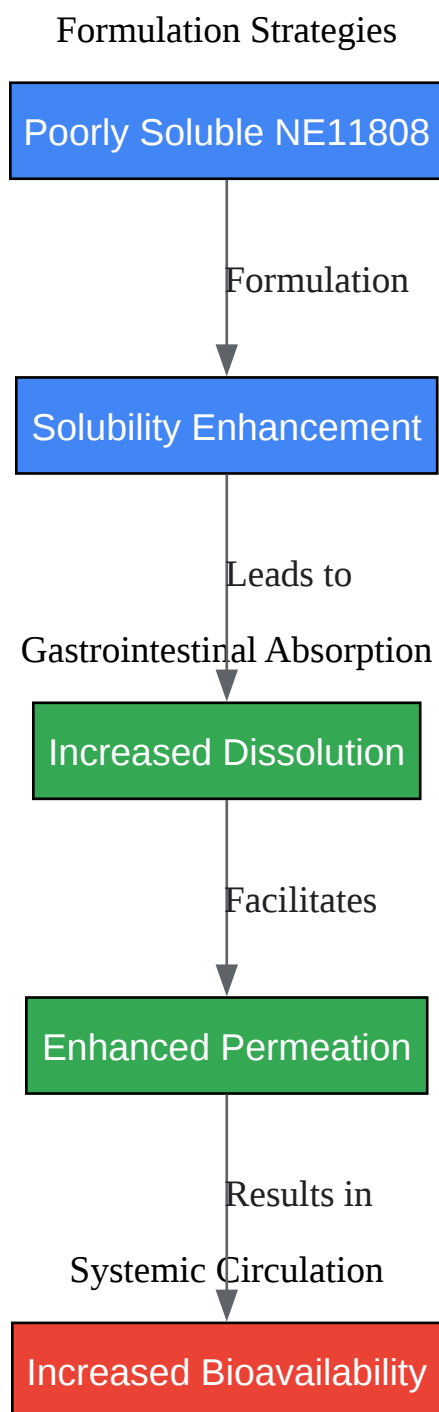 Formulation Strategies
Poorly Soluble NE11808
Formulation
Solubility Enhancement
Leads to
Gastrointestinal Absorption
Increased Dissolution
Facilitates
Enhanced Permeation
Results in
Systemic Circulation
Increased Bioavailability